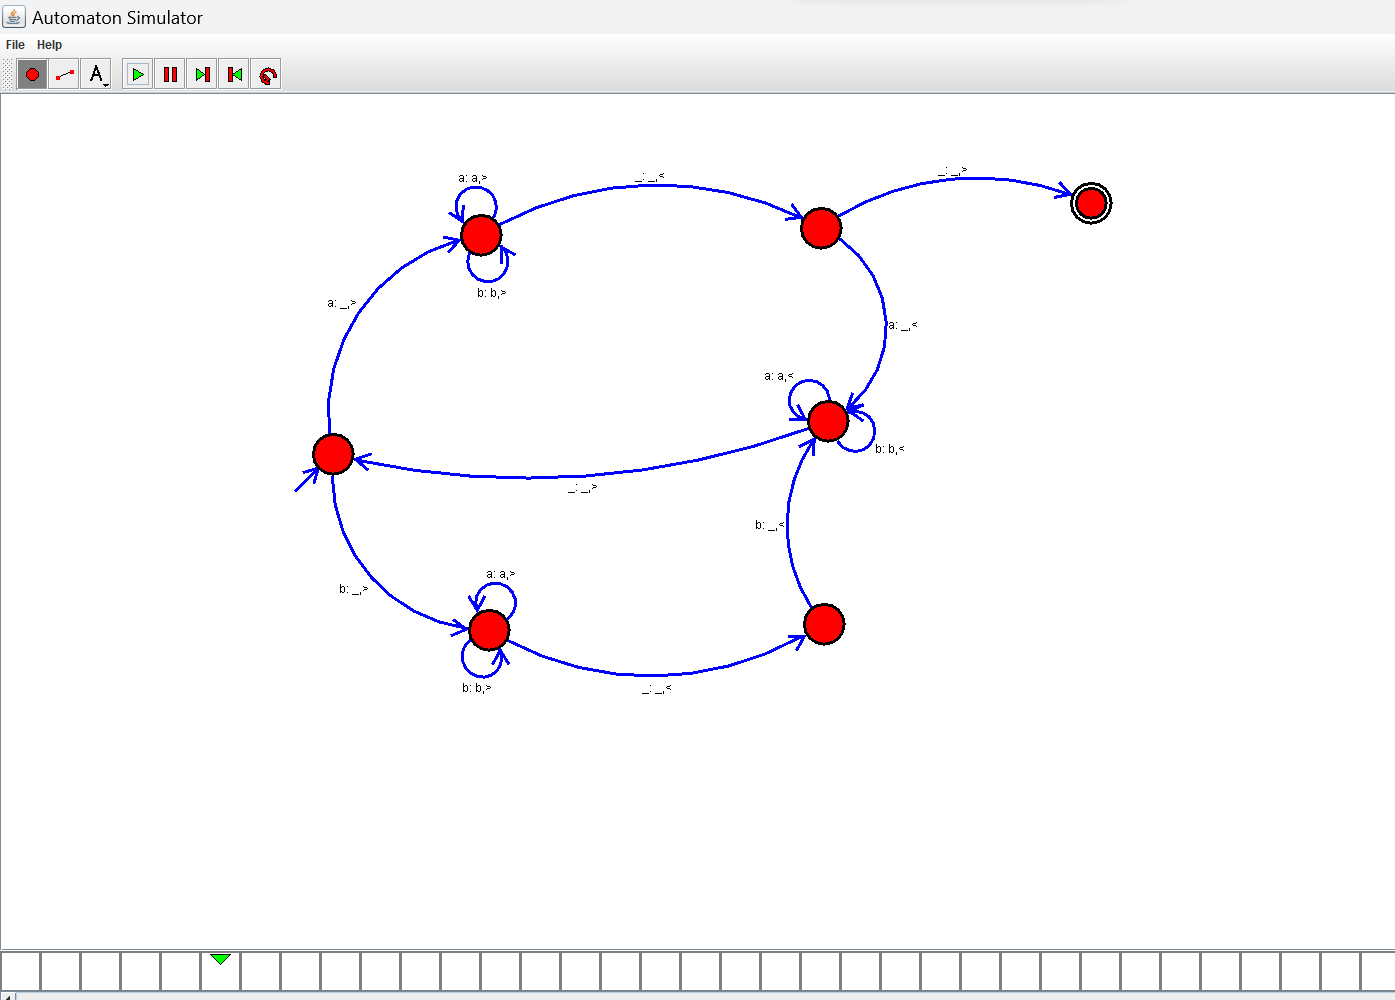 Automaton Simulator
File Help
A
_: _,>
a: a,>
_: _,<
b: b,>
a: _,>
a: _,<
a: a,<
b: b,<
_: _,>
b: _,<
a: a,>
b: _,>
b: b,>
_: _,<